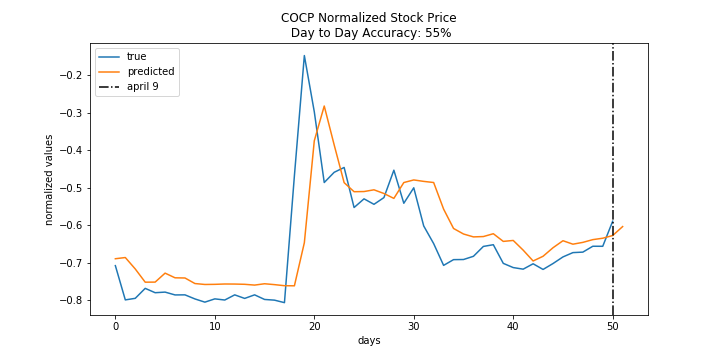 COCP Normalized Stock Price
Day to Day Accuracy: 55%
true
predicted
april 9
normalized values
−0.2
−0.3
−0.4
−0.5
−0.6
−0.7
−0.8
0
10
20
30
40
50
days